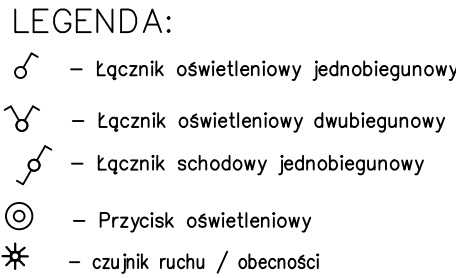 LEGENDA:
– Łącznik oświetleniowy jednobiegunowy
– Łącznik oświetleniowy dwubiegunowy
– Łącznik schodowy jednobiegunowy
– Przycisk oświetleniowy
– czujnik ruchu / obecności